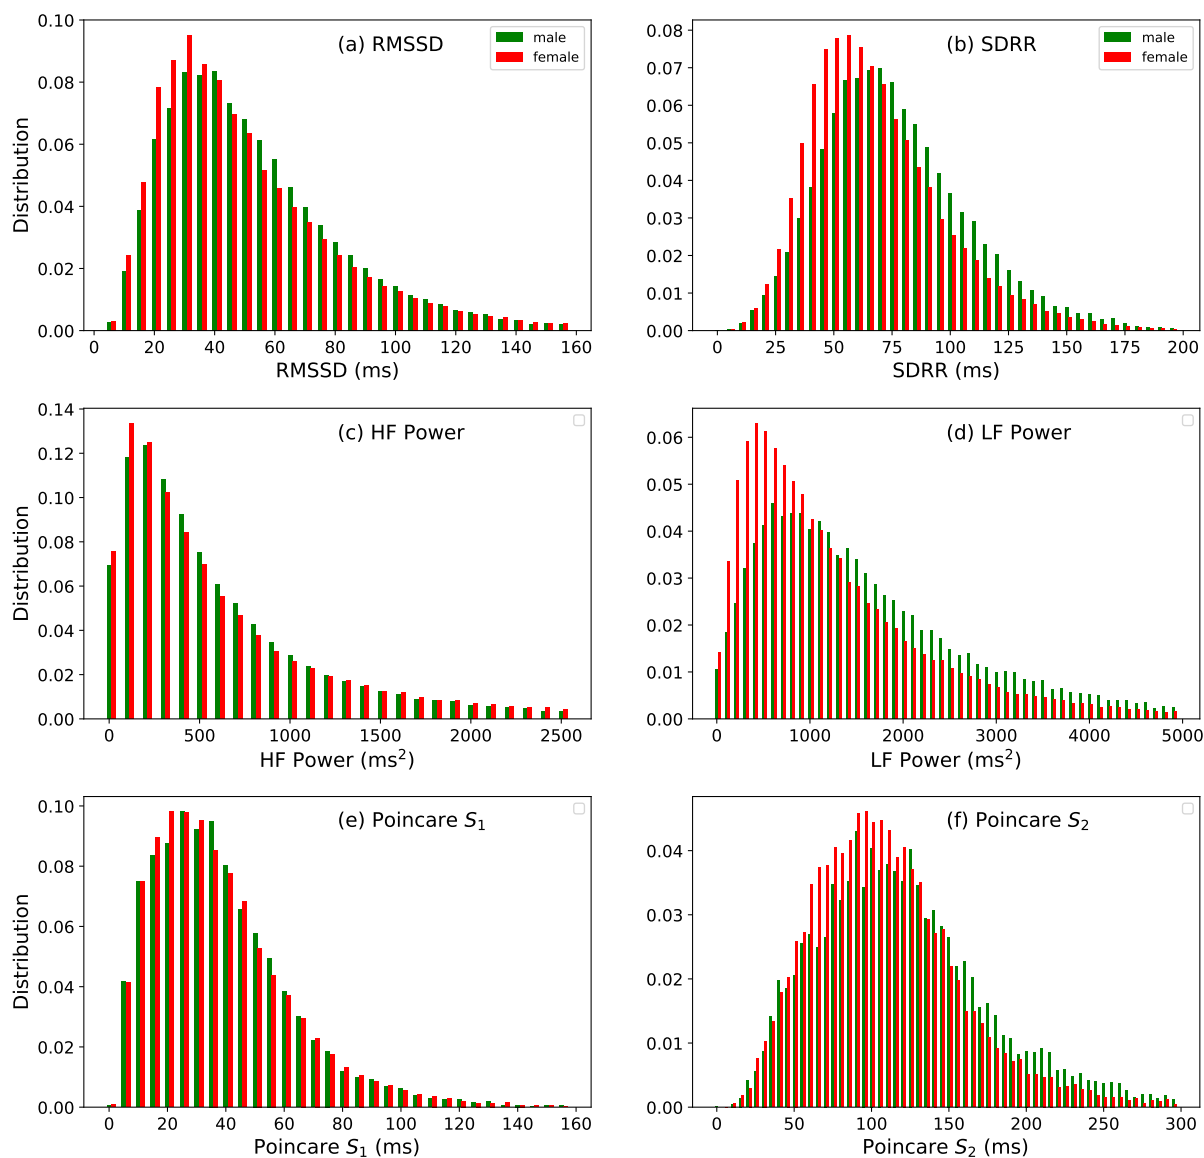 (a) RMSSD
male
female
0.10
0.08
0.06
0.04
0.02
0.00
Distribution
0 20 40 60 80 100 120 140 160
RMSSD (ms)
(b) SDRR
male
female
0.08
0.07
0.06
0.05
0.04
0.03
0.02
0.01
0.00
0 25 50 75 100 125 150 175 200
SDRR (ms)
(c) HF Power
0.14
0.12
0.10
0.08
0.06
0.04
0.02
0.00
Distribution
0 500 1000 1500 2000 2500
HF Power (ms²)
(d) LF Power
0.06
0.05
0.04
0.03
0.02
0.01
0.00
0 1000 2000 3000 4000 5000
LF Power (ms²)
(e) Poincare S₁
0.10
0.08
0.06
0.04
0.02
0.00
Distribution
0 20 40 60 80 100 120 140 160
Poincare S₁ (ms)
(f) Poincare S₂
0.04
0.03
0.02
0.01
0.00
0 50 100 150 200 250 300
Poincare S₂ (ms)